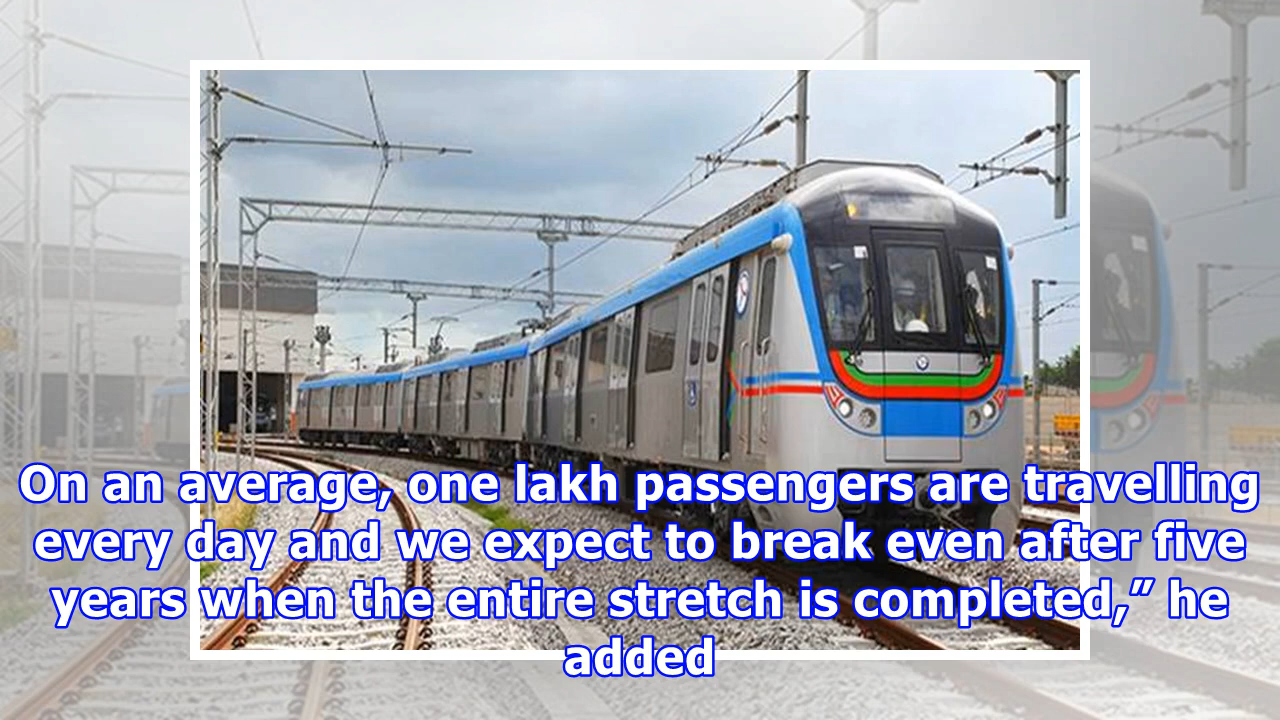 On an average, one lakh passengers are travelling
every day and we expect to break even after five
years when the entire stretch is completed,” he
added